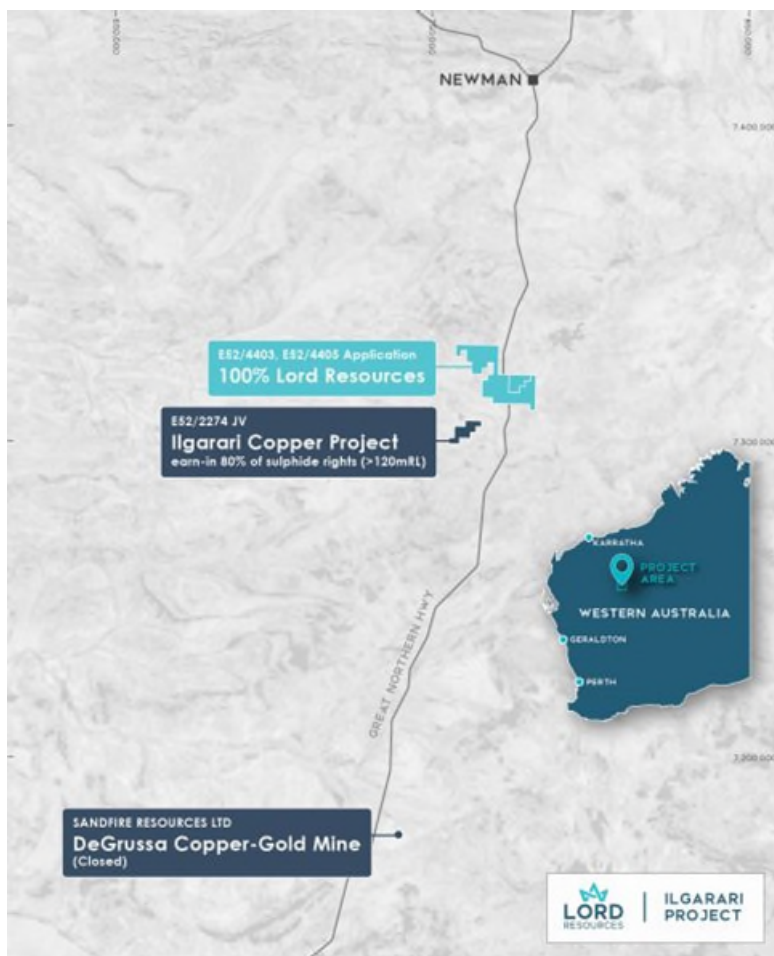 NEWMAN
7,400,000
E52/4403, E52/4405 Application
100% Lord Resources
E52/2274 JV
Ilgarari Copper Project
earn-in 80% of sulphide rights (>120mRL)
7,300,000
KARRATHA
PROJECT
AREA
WESTERN AUSTRALIA
GERALDTON
PERTH
GREAT NORTHERN HWY
7,200,000
SANDFIRE RESOURCES LTD
DeGrussa Copper-Gold Mine
(Closed)
LORD
RESOURCES
ILGARARI
PROJECT